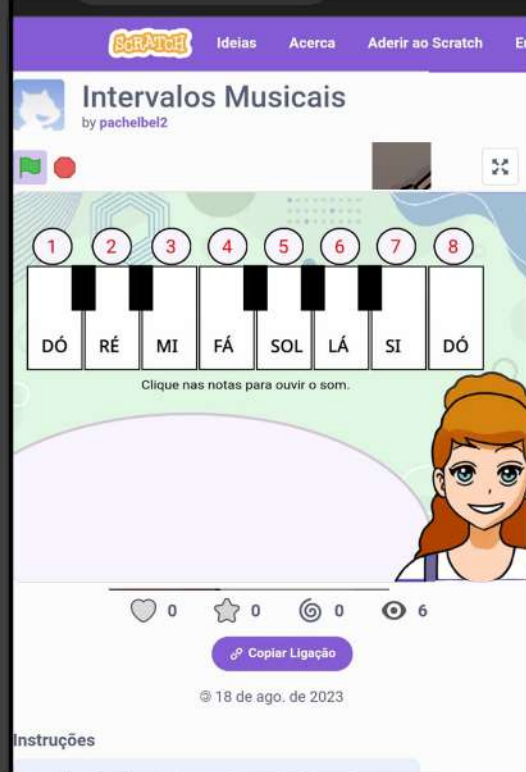 SCRATCH Ideias Acerca Aderir ao Scratch
Intervalos Musicais
by pachelbel2
1 2 3 4 5 6 7 8
DÓ RÉ MI FÁ SOL LÁ SI DÓ
Clique nas notas para ouvir o som.
0 0 0 6
Copiar Ligação
18 de ago. de 2023
Instruções